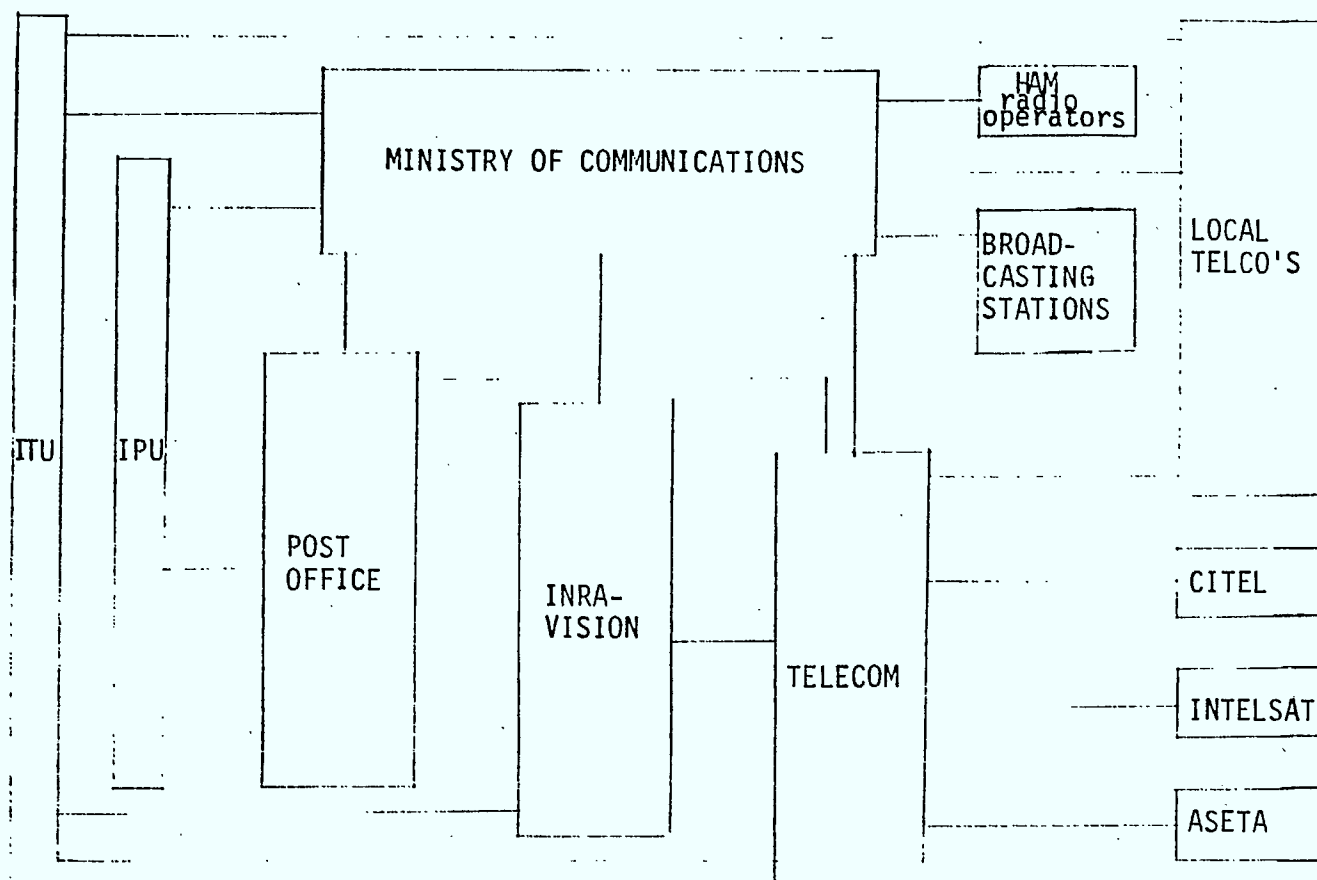 HAM
radio
operators
MINISTRY OF COMMUNICATIONS
LOCAL
TELCO'S
BROAD-
CASTING
STATIONS
ITU
IPU
POST
OFFICE
INRA-
VISION
TELECOM
CITEL
INTELSAT
ASETA